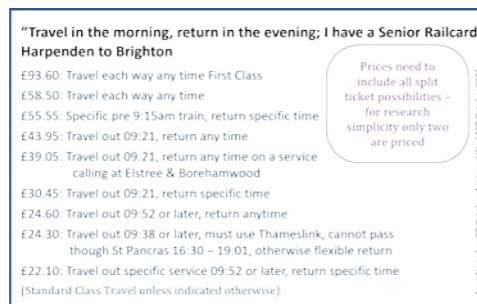 "Travel in the morning, return in the evening; I have a Senior Railcard
Harpenden to Brighton
£93.60: Travel each way any time First Class
£58.50: Travel each way any time
£55.55: Specific pre 9:15am train, return specific time
£43.95: Travel out 09:21, return any time
£39.05: Travel out 09:21, return any time on a service
calling at Elstree & Borehamwood
£30.45: Travel out 09:21, return specific time
£24.60: Travel out 09:52 or later, return anytime
£24.30: Travel out 09:38 or later, must use Thameslink, cannot pass
though St Pancras 16:30 – 19:01, otherwise flexible return
£22.10: Travel out specific service 09:52 or later, return specific time
(Standard Class Travel unless indicated otherwise)
Prices need to
include all split
ticket possibilities –
for research
simplicity only two
are priced